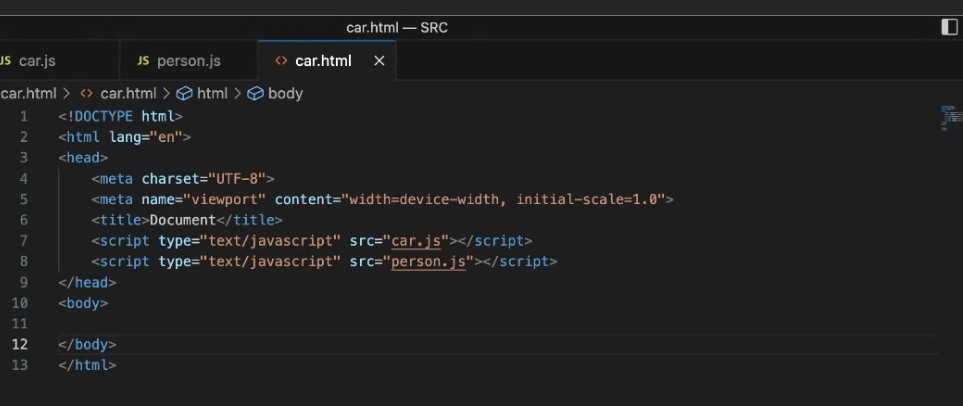 car.html — SRC
JS car.js JS person.js <> car.html ×
car.html > <> car.html > html > body
1 <!DOCTYPE html>
2 <html lang="en">
3 <head>
4 <meta charset="UTF-8">
5 <meta name="viewport" content="width=device-width, initial-scale=1.0">
6 <title>Document</title>
7 <script type="text/javascript" src="car.js"></script>
8 <script type="text/javascript" src="person.js"></script>
9 </head>
10 <body>
11
12 </body>
13 </html>